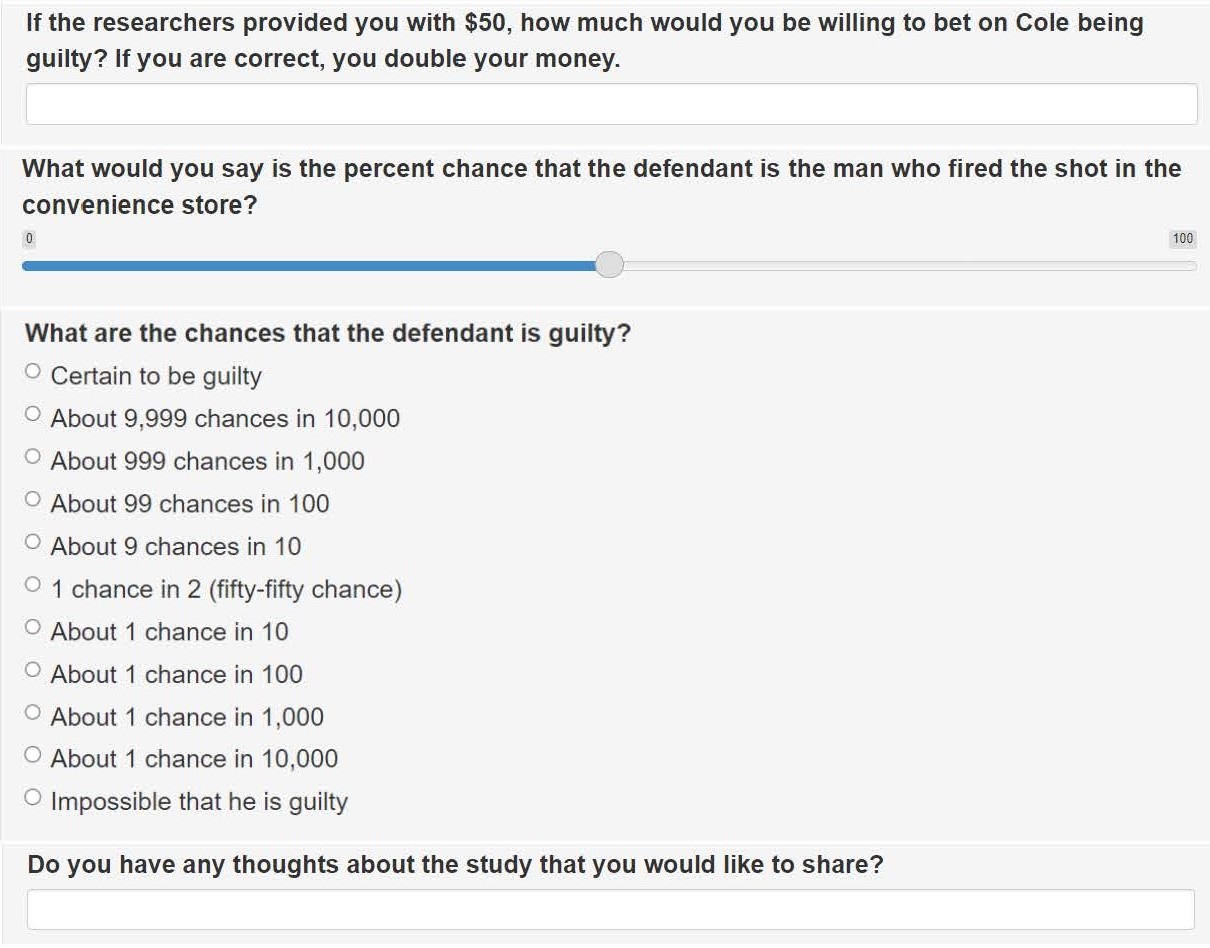 If the researchers provided you with $50, how much would you be willing to bet on Cole being
guilty? If you are correct, you double your money.
What would you say is the percent chance that the defendant is the man who fired the shot in the
convenience store?
0 100
What are the chances that the defendant is guilty?
Certain to be guilty
About 9,999 chances in 10,000
About 999 chances in 1,000
About 99 chances in 100
About 9 chances in 10
1 chance in 2 (fifty-fifty chance)
About 1 chance in 10
About 1 chance in 100
About 1 chance in 1,000
About 1 chance in 10,000
Impossible that he is guilty
Do you have any thoughts about the study that you would like to share?